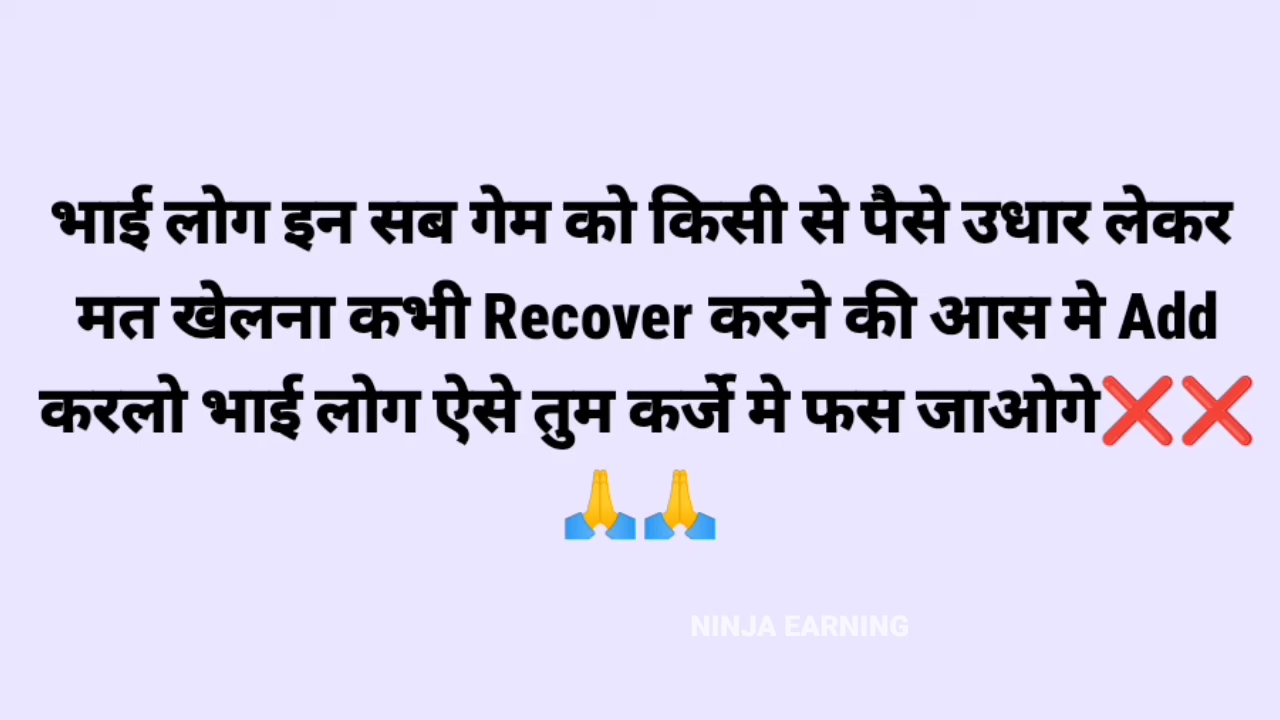 भाई लोग इन सब गेम को किसी से पैसे उधार लेकर
मत खेलना कभी Recover करने की आस मे Add
करलो भाई लोग ऐसे तुम कर्जे मे फस जाओगे❌❌
🙏🙏
NINJA EARNING